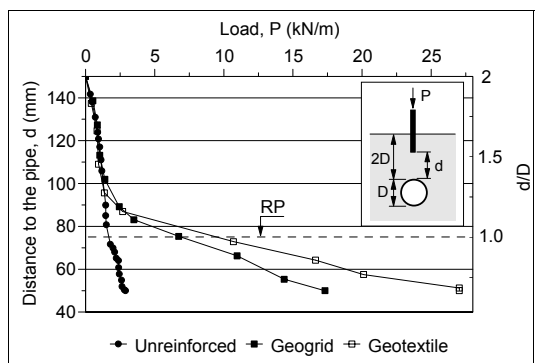 Load, P (kN/m)
0 5 10 15 20 25
Distance to the pipe, d (mm)
140
120
100
80
60
40
2
1.5
1.0
d/D
P
2D
d
D
RP
Unreinforced Geogrid Geotextile